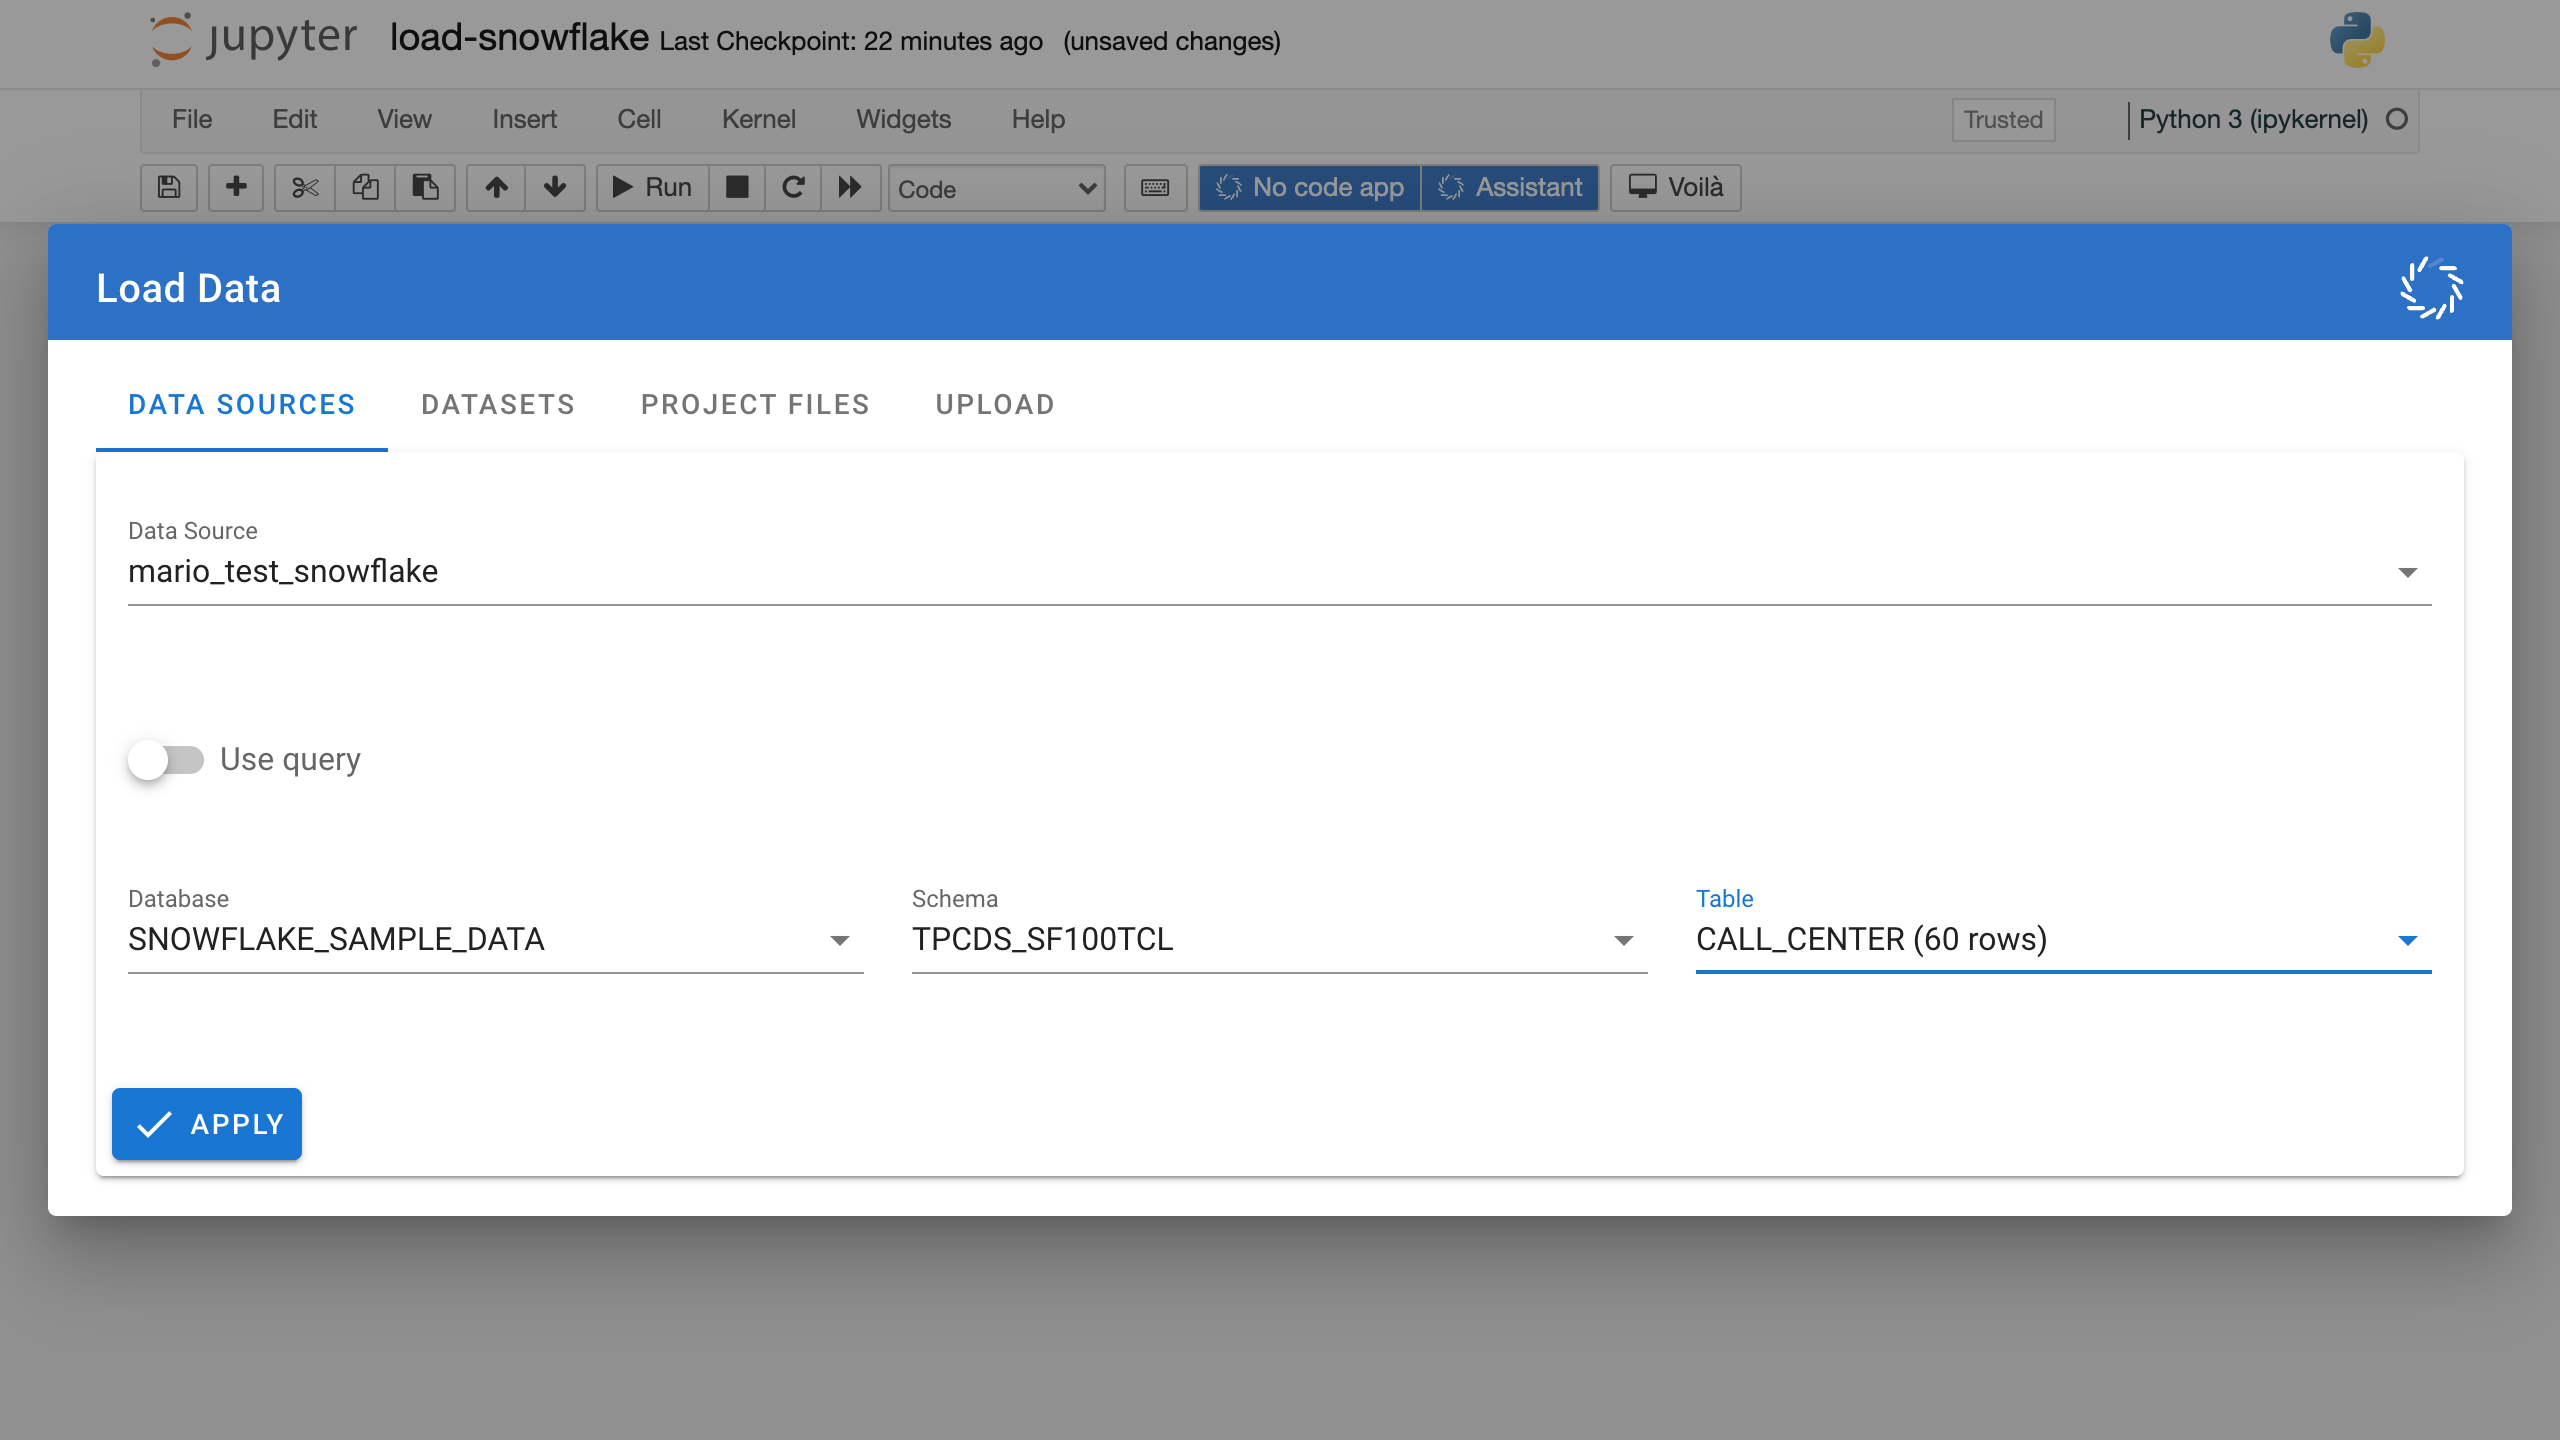 jupyter load-snowflake Last Checkpoint: 22 minutes ago (unsaved changes)
File Edit View Insert Cell Kernel Widgets Help Trusted Python 3 (ipykernel)
Run Code No code app Assistant Voilà
Load Data
DATA SOURCES DATASETS PROJECT FILES UPLOAD
Data Source
mario_test_snowflake
Use query
Database Schema Table
SNOWFLAKE_SAMPLE_DATA TPCDS_SF100TCL CALL_CENTER (60 rows)
APPLY